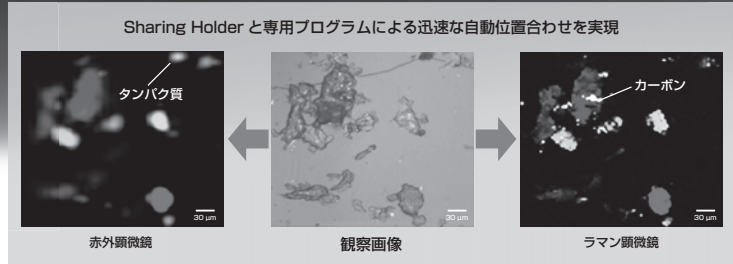 Sharing Holder と専用プログラムによる迅速な自動位置合わせを実現
タンパク質
カーボン
30 μm
30 μm
30 μm
赤外顕微鏡
観察画像
ラマン顕微鏡